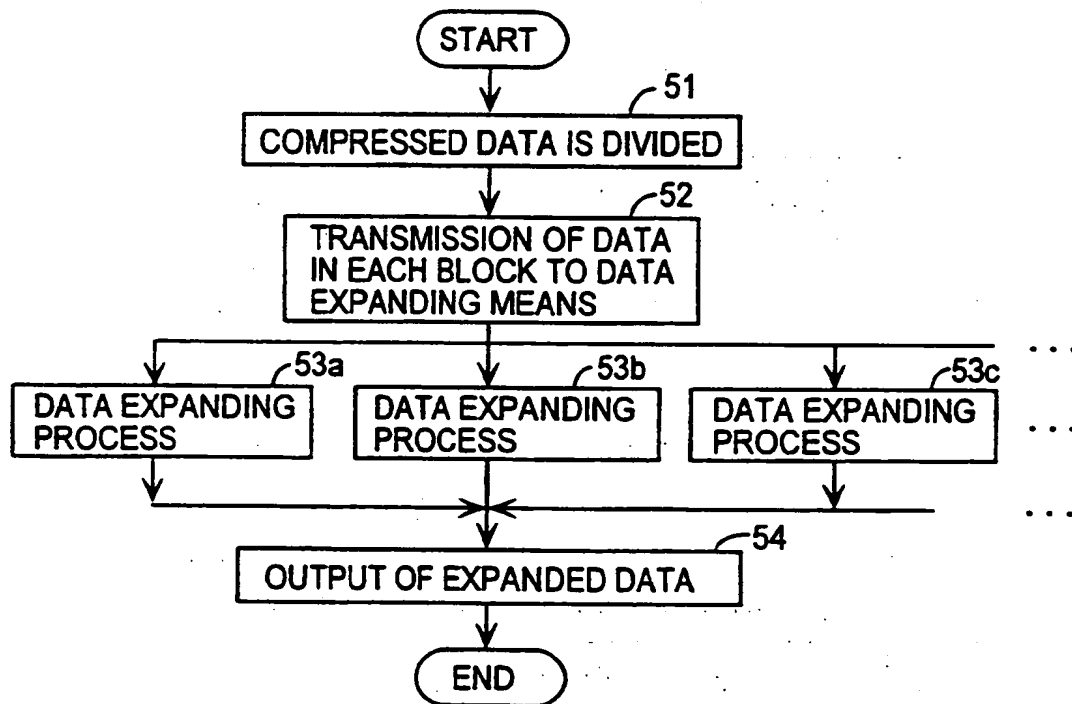 START
51
COMPRESSED DATA IS DIVIDED
52
TRANSMISSION OF DATA
IN EACH BLOCK TO DATA
EXPANDING MEANS
...
53a
53b
53c
DATA EXPANDING
PROCESS
DATA EXPANDING
PROCESS
DATA EXPANDING
PROCESS
...
...
54
OUTPUT OF EXPANDED DATA
END